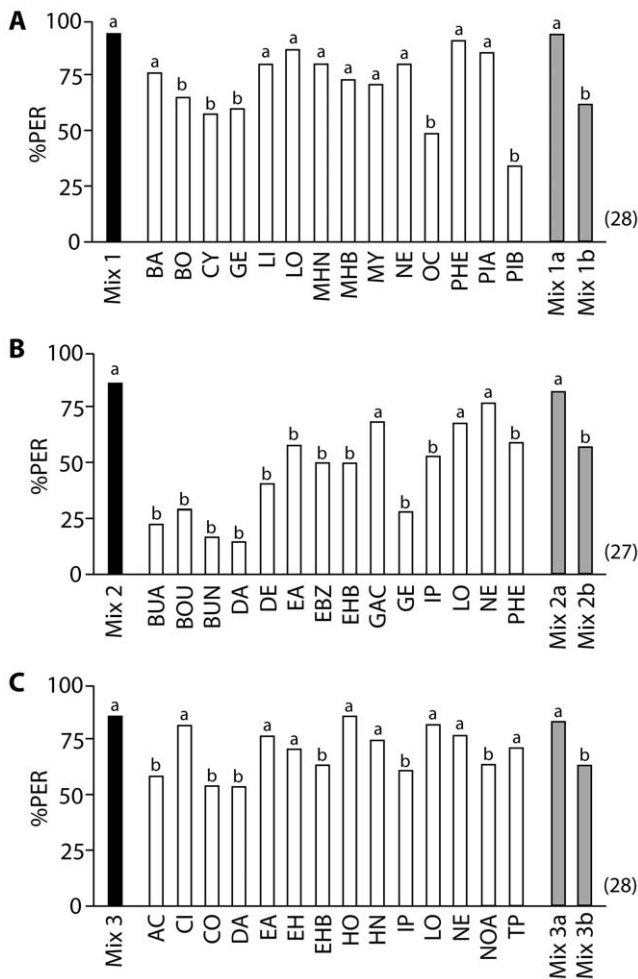 A
100
75
50
25
0
%PER
a
a
b
b
b
a
a
a
a
a
a
b
a
a
b
a
b
(28)
Mix 1
BA
BO
CY
GE
LI
LO
MHN
MHB
MY
NE
OC
PHE
PIA
PIB
Mix 1a
Mix 1b
B
100
75
50
25
0
%PER
a
b
b
b
b
b
b
b
b
a
b
b
a
a
b
a
b
(27)
Mix 2
BUA
BOU
BUN
DA
DE
EA
EBZ
EHB
GAC
GE
IP
LO
NE
PHE
Mix 2a
Mix 2b
C
100
75
50
25
0
%PER
a
b
a
b
b
a
a
b
a
a
b
a
a
b
a
a
b
(28)
Mix 3
AC
CI
CO
DA
EA
EH
EHB
HO
HN
IP
LO
NE
NOA
TP
Mix 3a
Mix 3b